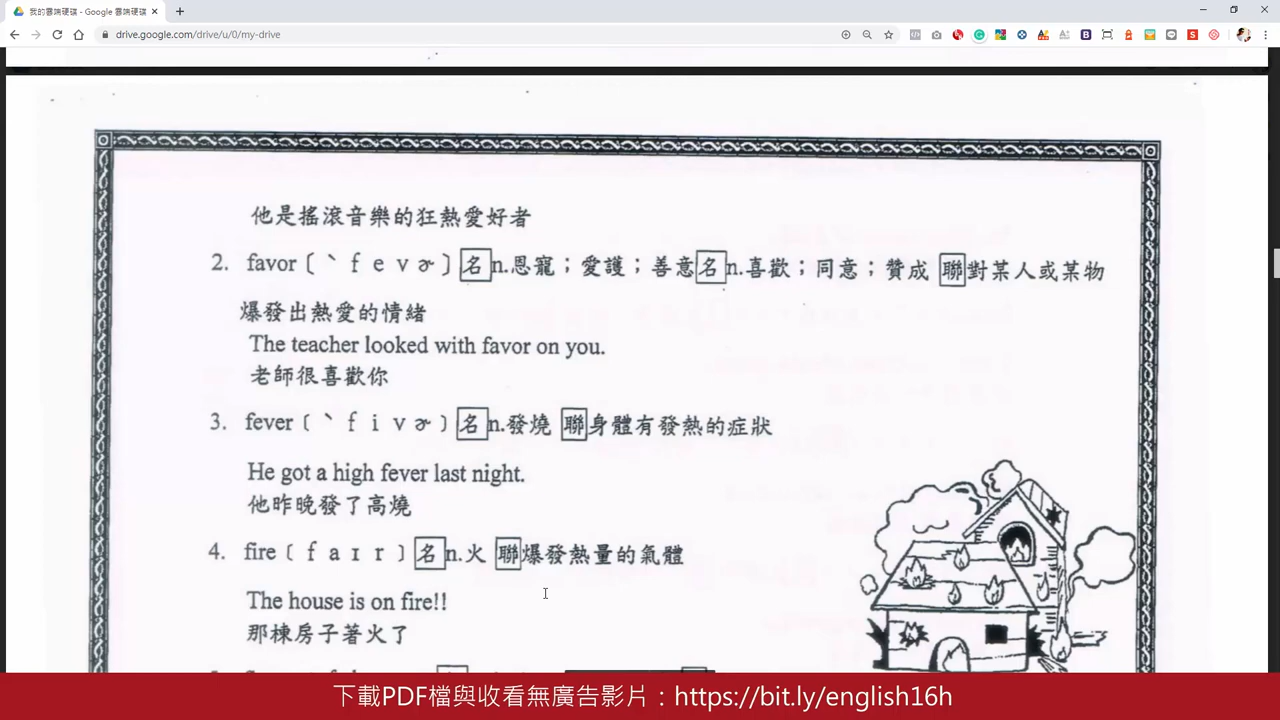 我的雲端硬碟 - Google 雲端硬碟
drive.google.com/drive/u/0/my-drive
他是搖滾音樂的狂熱愛好者
2. favor〔ˋfevɚ〕名n.恩寵；愛護；善意名n.喜歡；同意；贊成 聯對某人或某物
爆發出熱愛的情緒
The teacher looked with favor on you.
老師很喜歡你
3. fever〔ˋfivɚ〕名n.發燒 聯身體有發熱的症狀
He got a high fever last night.
他昨晚發了高燒
4. fire〔faɪr〕名n.火 聯爆發熱量的氣體
The house is on fire!!
那棟房子著火了
下載PDF檔與收看無廣告影片：https://bit.ly/english16h